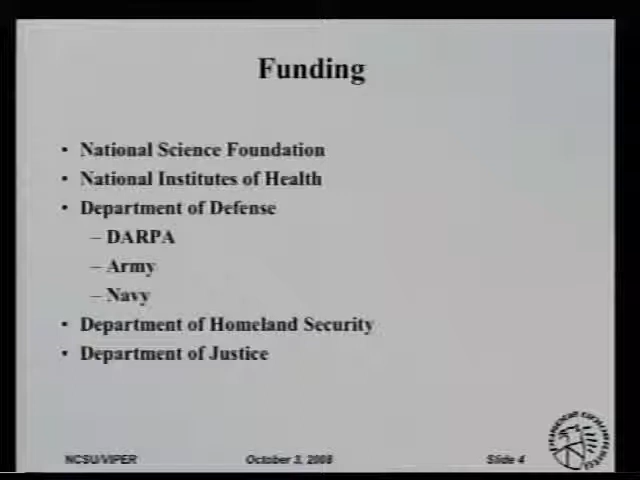 Funding
• National Science Foundation
• National Institutes of Health
• Department of Defense
– DARPA
– Army
– Navy
• Department of Homeland Security
• Department of Justice
NCSU/VIPER October 3, 2008 Slide 4